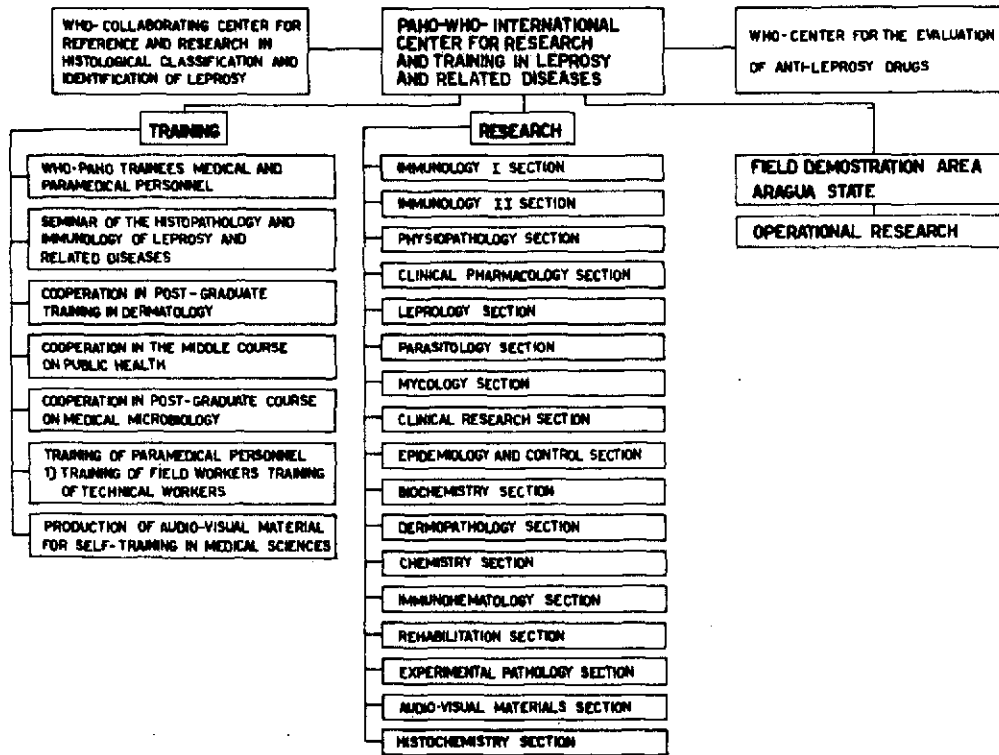 WHO-COLLABORATING CENTER FOR
REFERENCE AND RESEARCH IN
HISTOLOGICAL CLASSIFICATION AND
IDENTIFICATION OF LEPROSY
PAHO-WHO-INTERNATIONAL
CENTER FOR RESEARCH
AND TRAINING IN LEPROSY
AND RELATED DISEASES
WHO-CENTER FOR THE EVALUATION
OF ANTI-LEPROSY DRUGS
TRAINING
WHO-PAHO TRAINEES MEDICAL AND
PARAMEDICAL PERSONNEL
SEMINAR OF THE HISTOPATHOLOGY AND
IMMUNOLOGY OF LEPROSY AND
RELATED DISEASES
COOPERATION IN POST-GRADUATE
TRAINING IN DERMATOLOGY
COOPERATION IN THE MIDDLE COURSE
ON PUBLIC HEALTH
COOPERATION IN POST-GRADUATE COURSE
ON MEDICAL MICROBIOLOGY
TRAINING OF PARAMEDICAL PERSONNEL
1) TRAINING OF FIELD WORKERS TRAINING
OF TECHNICAL WORKERS
PRODUCTION OF AUDIO-VISUAL MATERIAL
FOR SELF-TRAINING IN MEDICAL SCIENCES
RESEARCH
IMMUNOLOGY I SECTION
IMMUNOLOGY II SECTION
PHYSIOPATHOLOGY SECTION
CLINICAL PHARMACOLOGY SECTION
LEPROLOGY SECTION
PARASITOLOGY SECTION
MYCOLOGY SECTION
CLINICAL RESEARCH SECTION
EPIDEMIOLOGY AND CONTROL SECTION
BIOCHEMISTRY SECTION
DERMOPATHOLOGY SECTION
CHEMISTRY SECTION
IMMUNOHEMATOLOGY SECTION
REHABILITATION SECTION
EXPERIMENTAL PATHOLOGY SECTION
AUDIO-VISUAL MATERIALS SECTION
HISTOCHEMISTRY SECTION
FIELD DEMOSTRATION AREA
ARAGUA STATE
OPERATIONAL RESEARCH